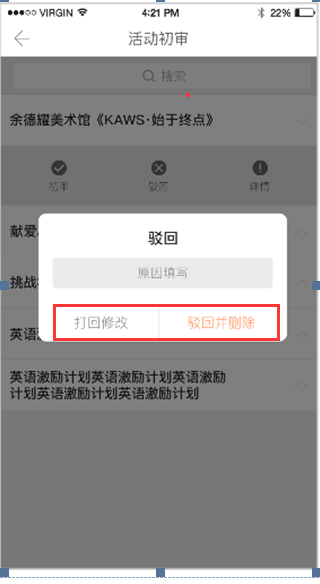 VIRGIN
4:21 PM
22%
活动初审
搜索
余德耀美术馆《KAWS·始于终点》
初审
驳回
详情
献爱
驳回
原因填写
挑战
打回修改
驳回并删除
英语激
英语激励计划英语激励计划英语激励
计划英语激励计划英语激励计划